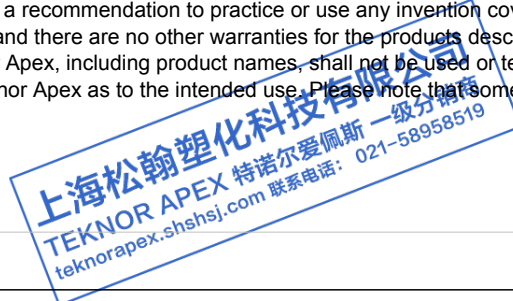 a recommendation to practice or use any invention cov
and there are no other warranties for the products desc
Apex, including product names, shall not be used or te
nor Apex as to the intended use. Please note that some
上海松翰塑化科技有限公司
TEKNOR APEX 特诺尔爱佩斯 一级分销商
teknorapex.shshsj.com 联系电话： 021-58958519